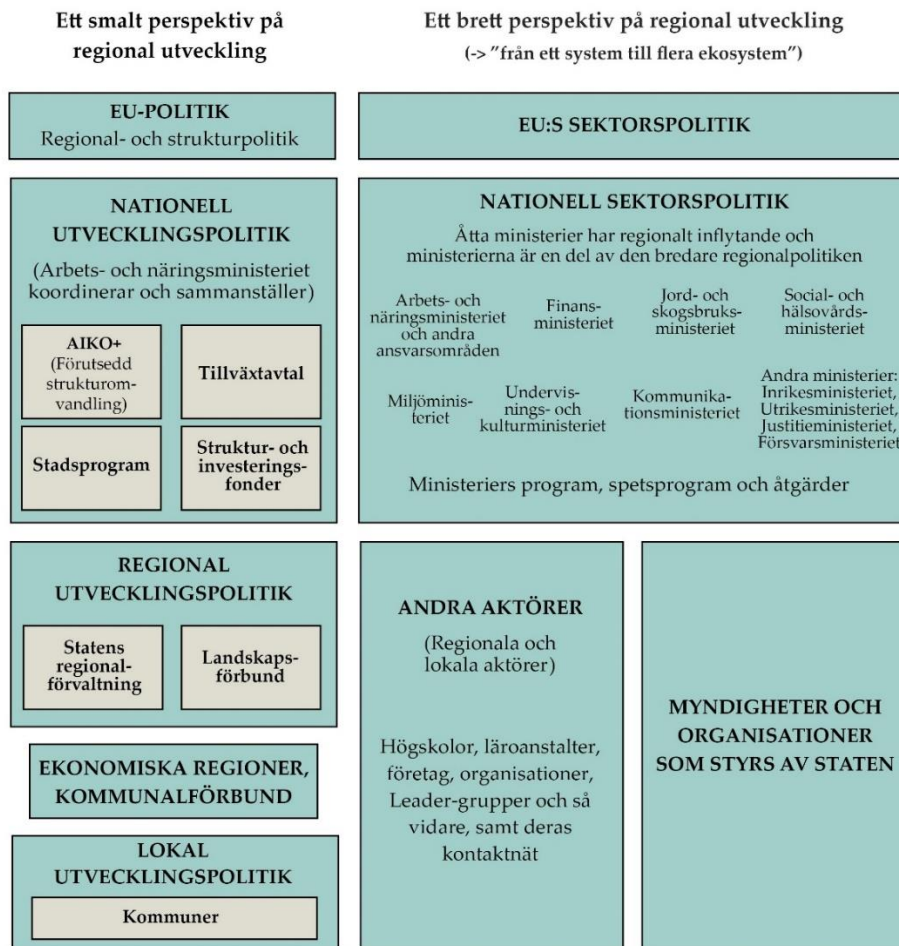 Ett smalt perspektiv på
regional utveckling
EU-POLITIK
Regional- och strukturpolitik
NATIONELL
UTVECKLINGSPOLITIK
(Arbets- och näringsministeriet
koordinerar och sammanställer)
AIKO+
(Förutsedd
strukturom-
vandling)
Tillväxtavtal
Stadsprogram
Struktur- och
investerings-
fonder
REGIONAL
UTVECKLINGSPOLITIK
Statens
regional-
förvaltning
Landskaps-
förbund
EKONOMISKA REGIONER,
KOMMUNALFÖRBUND
LOKAL
UTVECKLINGSPOLITIK
Kommuner
Ett brett perspektiv på regional utveckling
(-> ”från ett system till flera ekosystem”)
EU:S SEKTORSPOLITIK
NATIONELL SEKTORSPOLITIK
Åtta ministerier har regionalt inflytande och
ministerierna är en del av den bredare regionalpolitiken
Arbets- och
näringsministeriet
och andra
ansvarsområden
Finans-
ministeriet
Jord- och
skogsbruks-
ministeriet
Social- och
hälsovårds-
ministeriet
Miljöminis-
teriet
Undervis-
nings- och
kulturministeriet
Kommunika-
tionsministeriet
Andra ministerier:
Inrikesministeriet,
Utrikesministeriet,
Justitieministeriet,
Försvarsministeriet
Ministeriers program, spetsprogram och åtgärder
ANDRA AKTÖRER
(Regionala och
lokala aktörer)
Högskolor, läroanstalter,
företag, organisationer,
Leader-grupper och så
vidare, samt deras
kontaktnät
MYNDIGHETER OCH
ORGANISATIONER
SOM STYRS AV STATEN